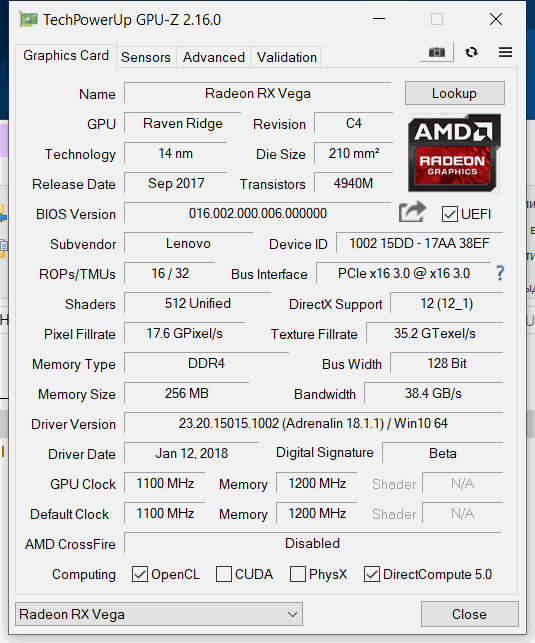 TechPowerUp GPU-Z 2.16.0
Graphics Card Sensors Advanced Validation
Name Radeon RX Vega Lookup
GPU Raven Ridge Revision C4
Technology 14 nm Die Size 210 mm²
Release Date Sep 2017 Transistors 4940M
AMD
RADEON
GRAPHICS
BIOS Version 016.002.000.006.000000 UEFI
Subvendor Lenovo Device ID 1002 15DD - 17AA 38EF
ROPs/TMUs 16 / 32 Bus Interface PCIe x16 3.0 @ x16 3.0 ?
Shaders 512 Unified DirectX Support 12 (12_1)
Pixel Fillrate 17.6 GPixel/s Texture Fillrate 35.2 GTexel/s
Memory Type DDR4 Bus Width 128 Bit
Memory Size 256 MB Bandwidth 38.4 GB/s
Driver Version 23.20.15015.1002 (Adrenalin 18.1.1) / Win10 64
Driver Date Jan 12, 2018 Digital Signature Beta
GPU Clock 1100 MHz Memory 1200 MHz Shader N/A
Default Clock 1100 MHz Memory 1200 MHz Shader N/A
AMD CrossFire Disabled
Computing OpenCL CUDA PhysX DirectCompute 5.0
Radeon RX Vega Close